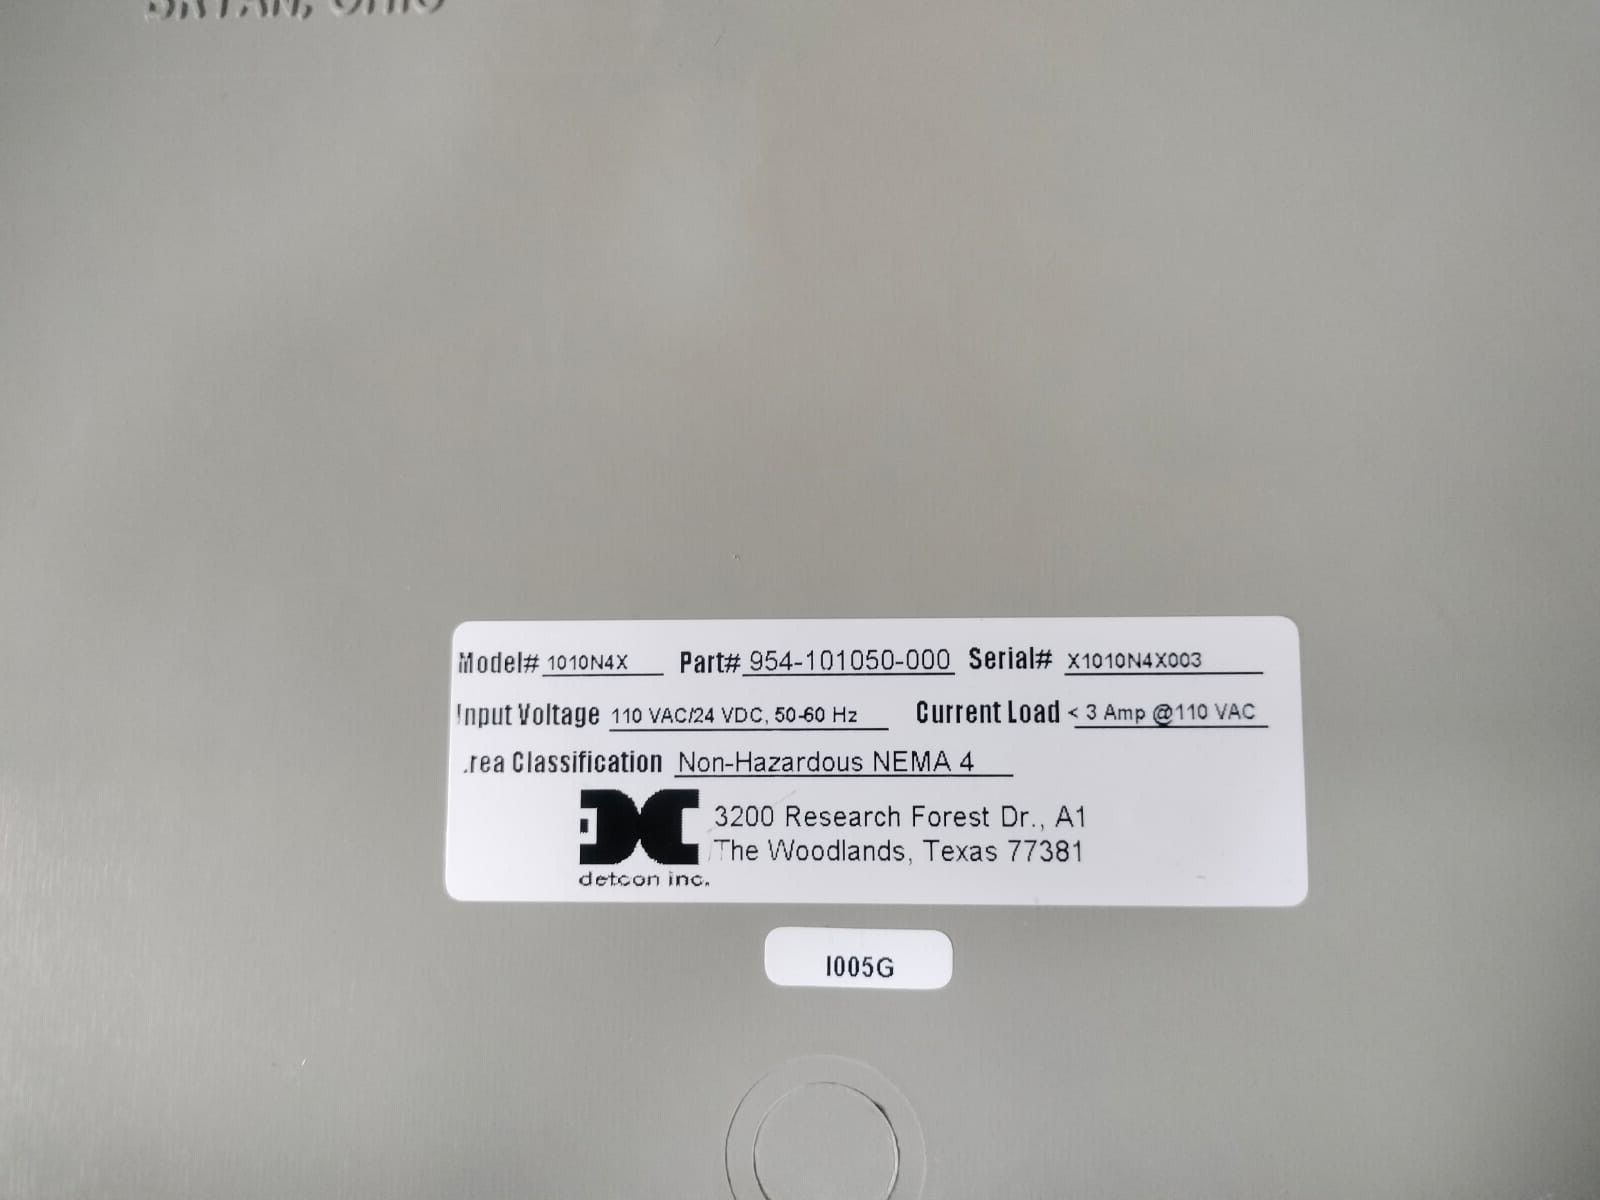 BRYAN, OHIO
Model# 1010N4X Part# 954-101050-000 Serial# X1010N4X003
Input Voltage 110 VAC/24 VDC, 50-60 Hz Current Load < 3 Amp @110 VAC
.rea Classification Non-Hazardous NEMA 4
3200 Research Forest Dr., A1
The Woodlands, Texas 77381
detcon inc.
I005G